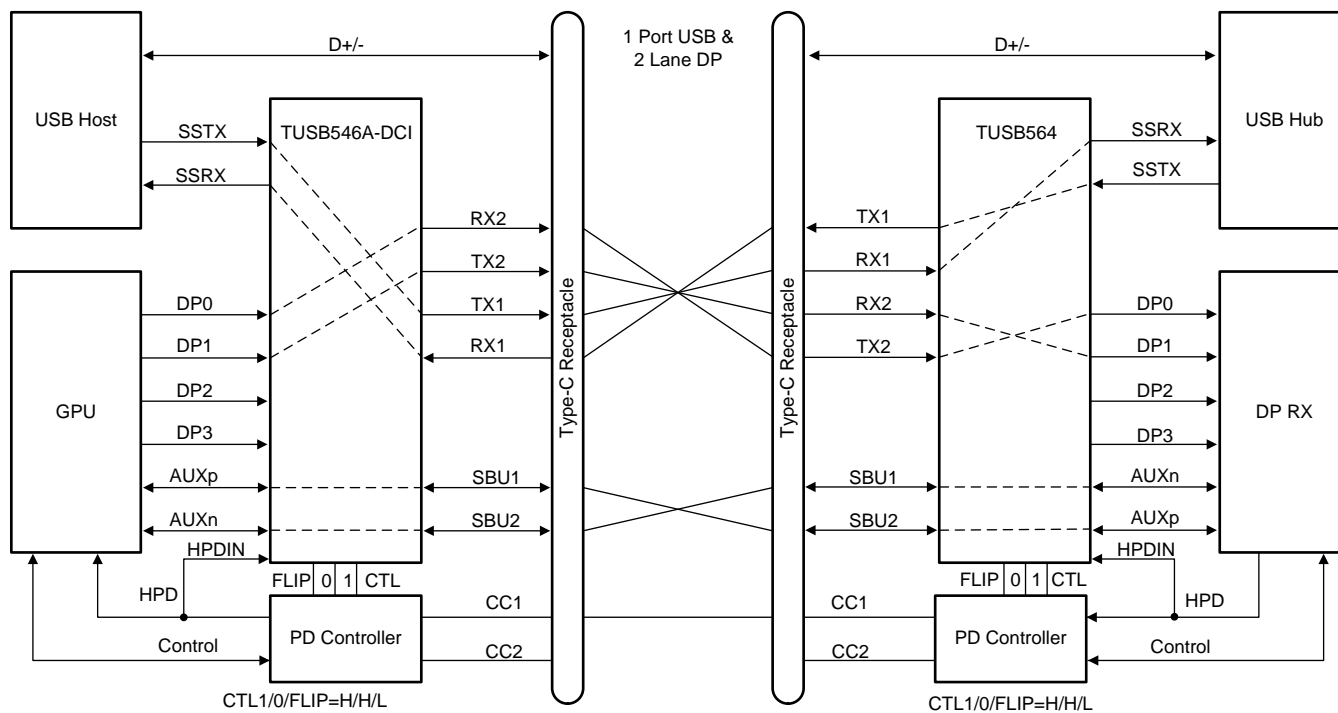 D+/-
1 Port USB &
2 Lane DP
D+/-
USB Host
TUSB546A-DCI
TUSB564
USB Hub
SSTX
SSRX
SSRX
SSTX
RX2
TX2
TX1
RX1
TX1
RX1
RX2
TX2
Type-C Receptacle
Type-C Receptacle
GPU
DP0
DP1
DP2
DP3
AUXp
AUXn
HPDIN
SBU1
SBU2
SBU1
SBU2
DP0
DP1
DP2
DP3
AUXn
AUXp
HPDIN
DP RX
FLIP 0 1 CTL
FLIP 0 1 CTL
HPD
Control
PD Controller
CC1
CC2
CC1
CC2
PD Controller
HPD
Control
CTL1/0/FLIP=H/H/L
CTL1/0/FLIP=H/H/L